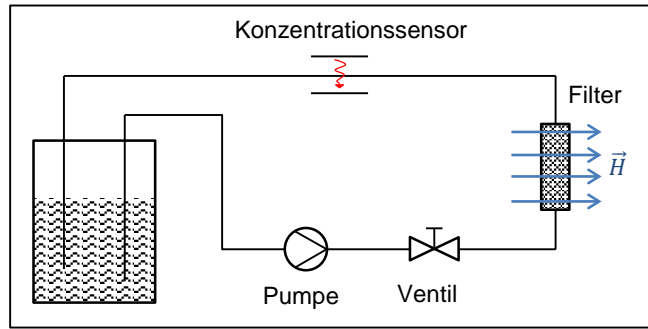 Konzentrationssensor
Filter
H⃗
Pumpe
Ventil